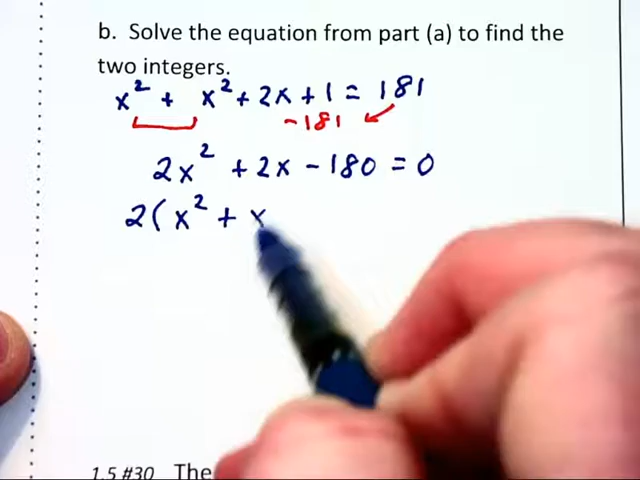 b. Solve the equation from part (a) to find the
two integers.
x² + x² + 2x + 1 = 181
-181
2x² + 2x - 180 = 0
2(x² + x
1.5 #30 The